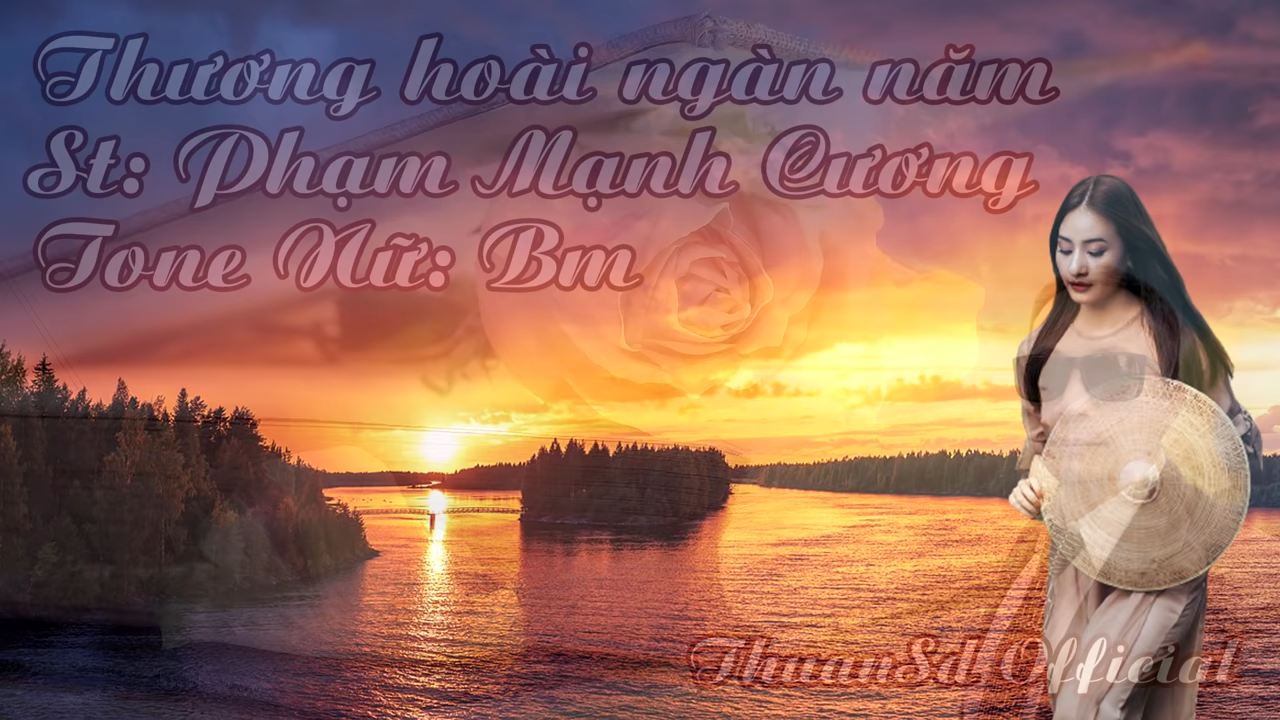 Thương hoài ngàn năm
St: Phạm Mạnh Cương
Tone Nữ: Bm
ThuanSd Official